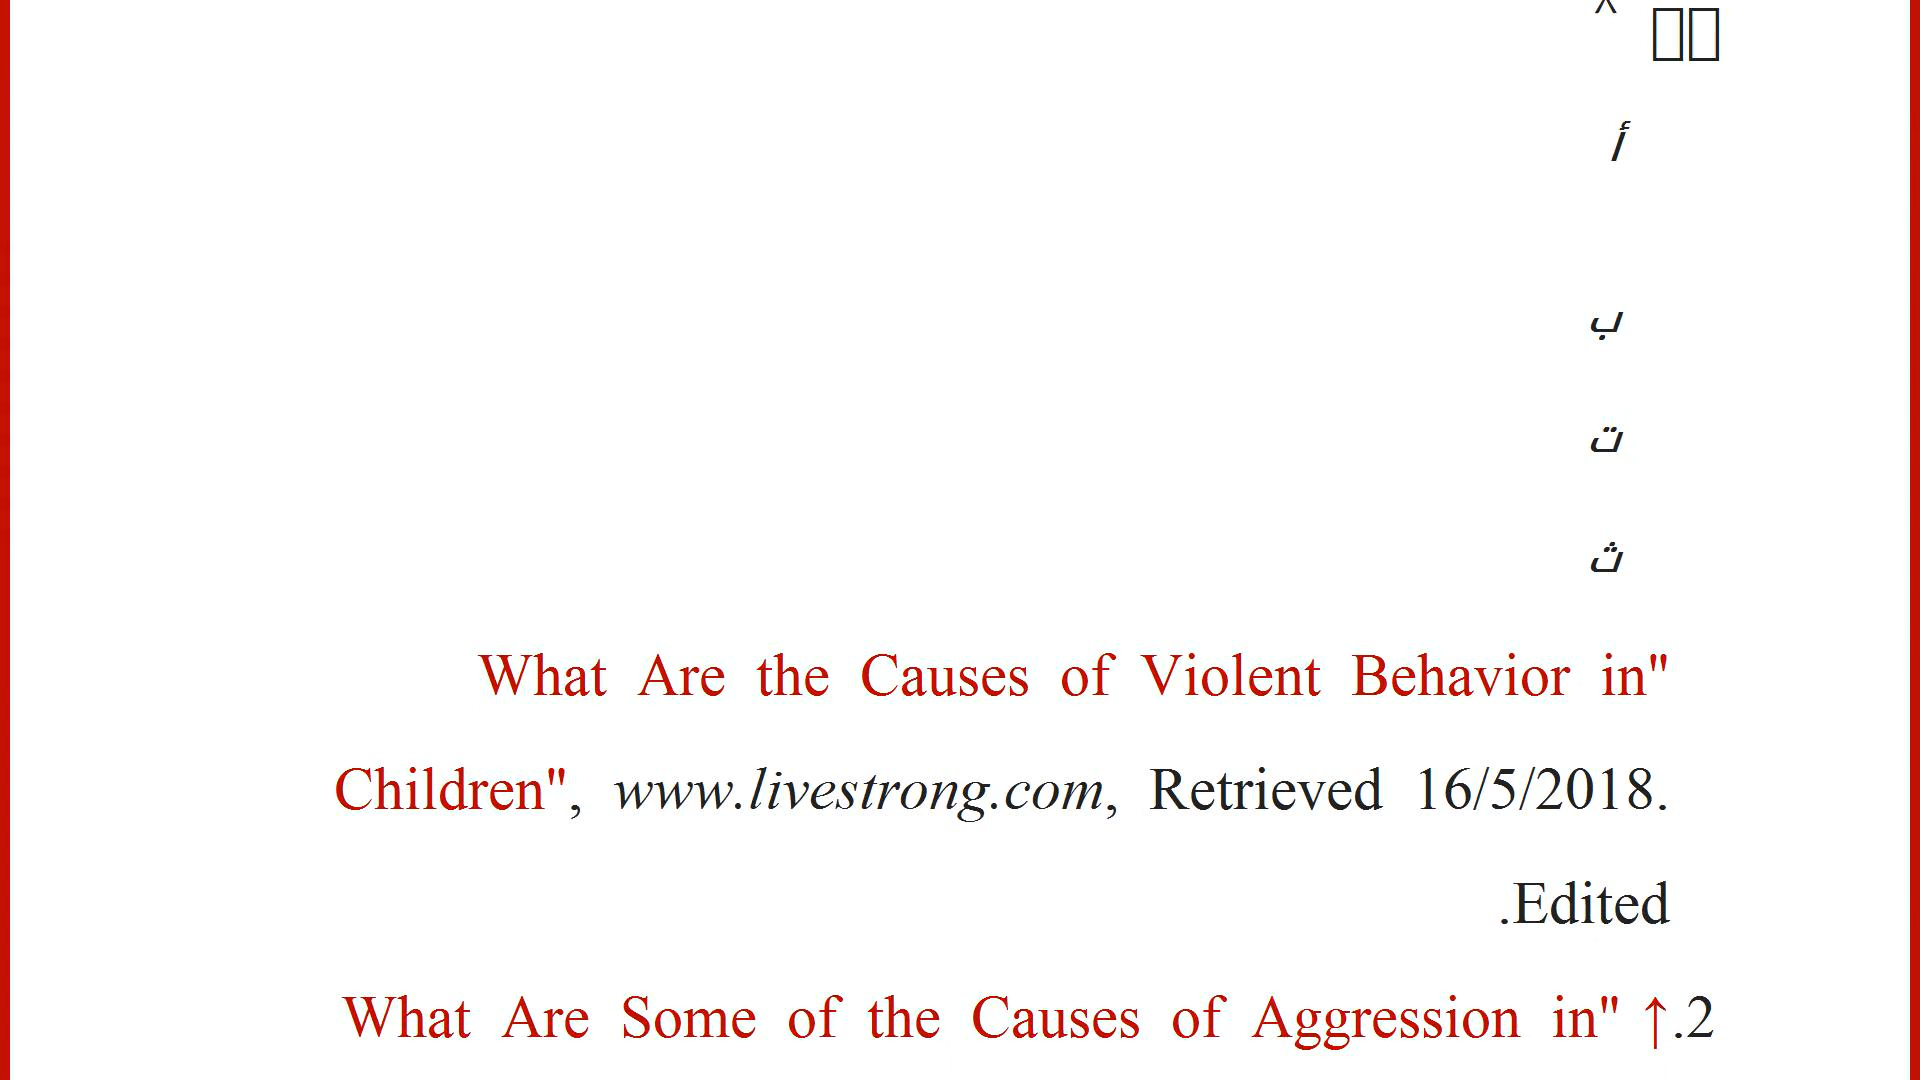 ^
أ
ب
ت
ث
What Are the Causes of Violent Behavior in"
Children", www.livestrong.com, Retrieved 16/5/2018.
.Edited
What Are Some of the Causes of Aggression in" ↑.2